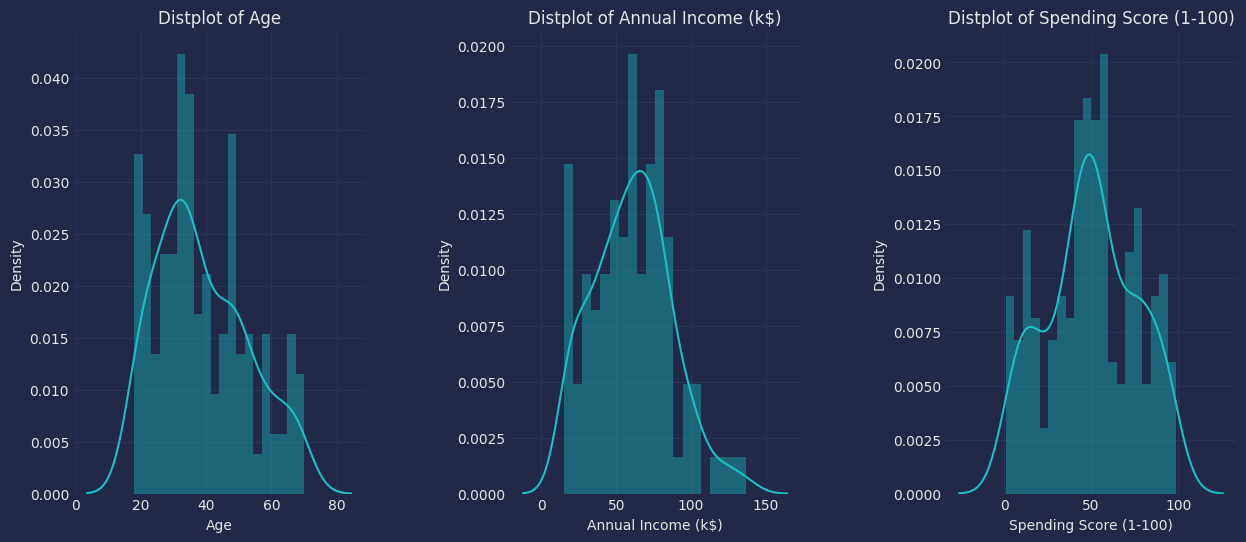 Distplot of Age
0.040
0.035
0.030
0.025
0.020
0.015
0.010
0.005
0.000
Density
0 20 40 60 80
Age
Distplot of Annual Income (k$)
0.0200
0.0175
0.0150
0.0125
0.0100
0.0075
0.0050
0.0025
0.0000
Density
0 50 100 150
Annual Income (k$)
Distplot of Spending Score (1-100)
0.0200
0.0175
0.0150
0.0125
0.0100
0.0075
0.0050
0.0025
0.0000
Density
0 50 100
Spending Score (1-100)